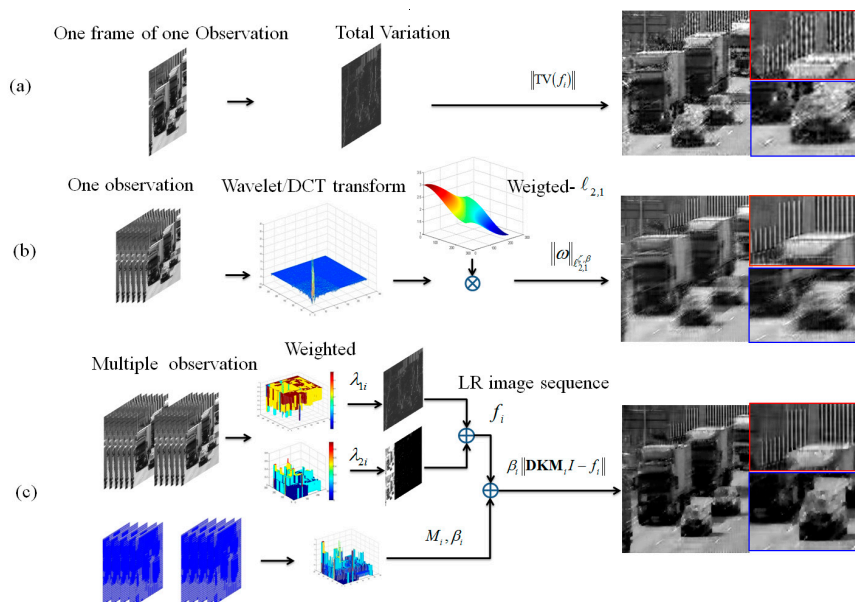 One frame of one Observation
Total Variation
(a)
‖TV(f_i)‖
One observation
Wavelet/DCT transform
Weigted- ℓ_{2,1}
(b)
‖ω‖_{ℓ_{2,1}^{ζ,β}}
Multiple observation
Weighted
λ_{1i}
LR image sequence
f_i
λ_{2i}
β_i‖DKM_iI − f_i‖
(c)
M_i, β_i